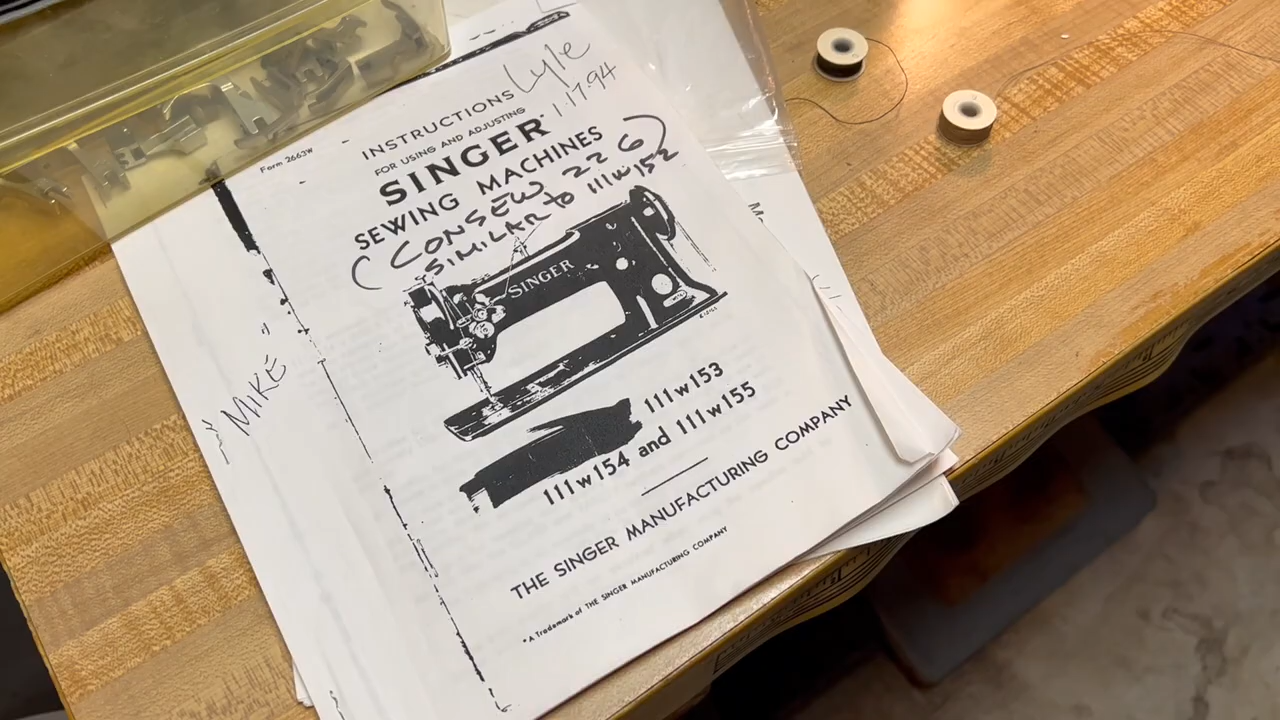 Lyle
1.17.94
Form 2663W
INSTRUCTIONS
FOR USING AND ADJUSTING
SINGER*
SEWING MACHINES
(CONSEW 226)
SIMILAR to 111w152
SINGER
"MIKE"
111w153
111w154 and 111w155
THE SINGER MANUFACTURING COMPANY
*A Trademark of THE SINGER MANUFACTURING COMPANY